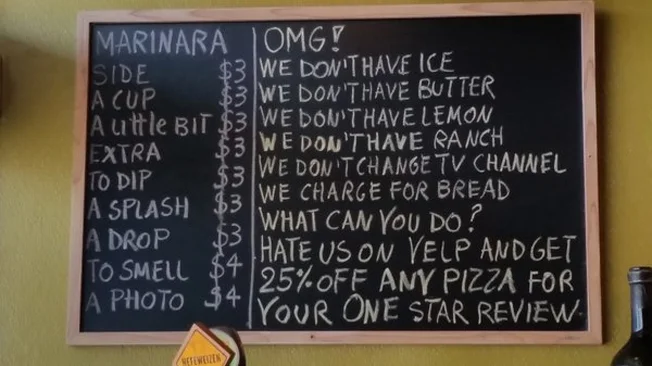 MARINARA
SIDE $3
A CUP $3
A LittLE BIT $3
EXTRA $3
TO DIP $3
A SPLASH $3
A DROP $3
TO SMELL $4
A PHOTO $4
OMG!
WE DON'T HAVE ICE
WE DON'T HAVE BUTTER
WE DON'T HAVE LEMON
WE DON'T HAVE RANCH
WE DON'T CHANGE TV CHANNEL
WE CHARGE FOR BREAD
WHAT CAN YOU DO?
HATE US ON YELP AND GET
25% OFF ANY PIZZA FOR
YOUR ONE STAR REVIEW
HEFEWEIZEN